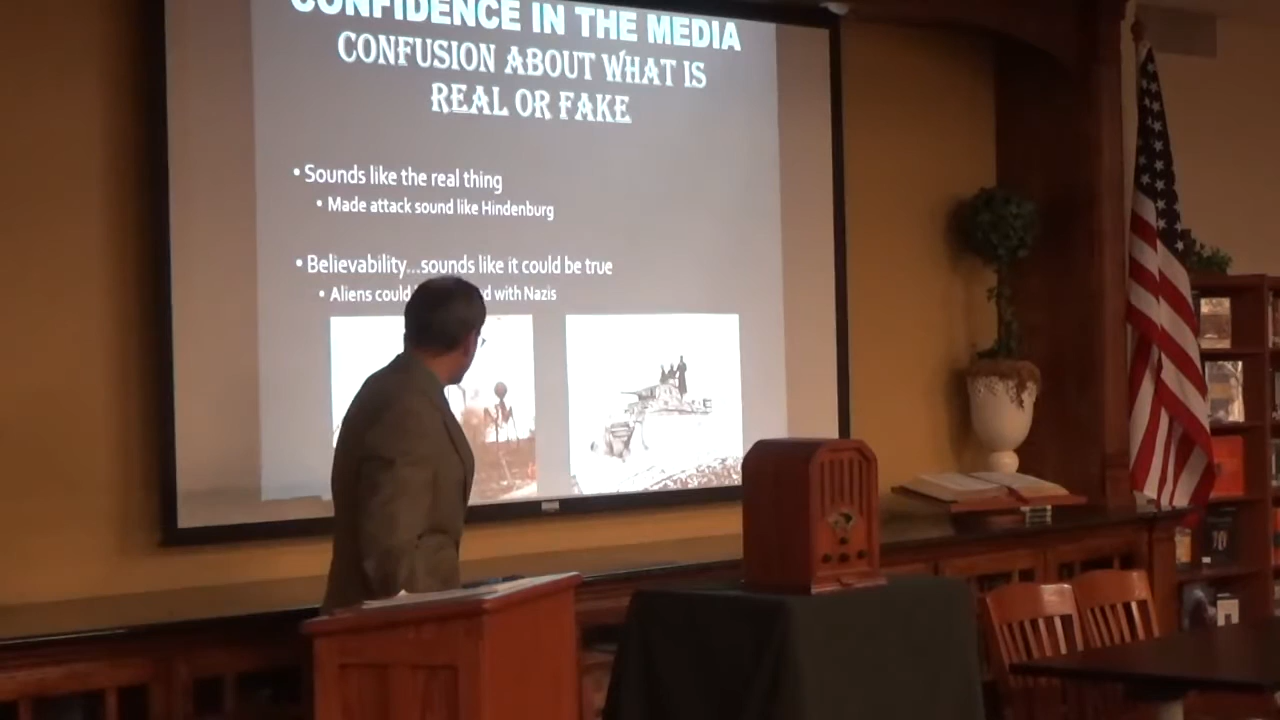 CONFIDENCE IN THE MEDIA
CONFUSION ABOUT WHAT IS
REAL OR FAKE
• Sounds like the real thing
• Made attack sound like Hindenburg
• Believability...sounds like it could be true
• Aliens could with Nazis